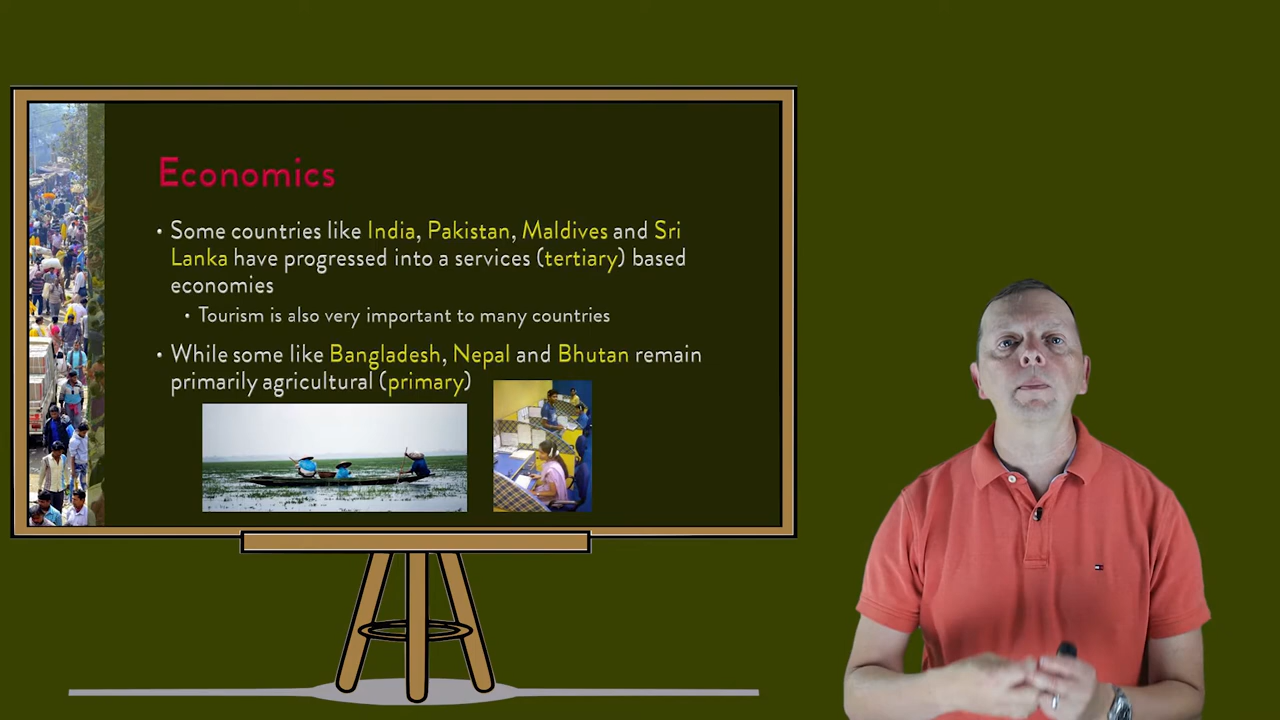 Economics
• Some countries like India, Pakistan, Maldives and Sri
Lanka have progressed into a services (tertiary) based
economies
• Tourism is also very important to many countries
• While some like Bangladesh, Nepal and Bhutan remain
primarily agricultural (primary)